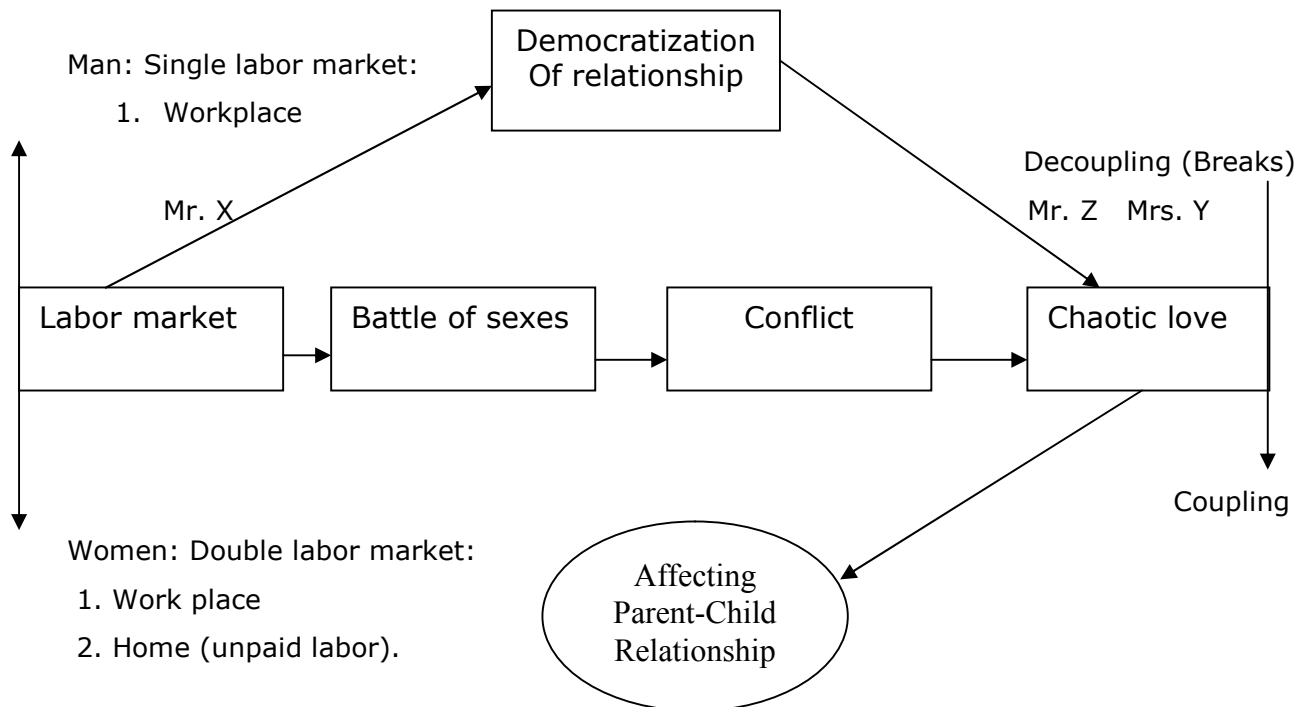 Democratization
Of relationship
Man: Single labor market:
1. Workplace
Decoupling (Breaks)
Mr. X
Mr. Z Mrs. Y
Labor market
Battle of sexes
Conflict
Chaotic love
Coupling
Women: Double labor market:
1. Work place
2. Home (unpaid labor).
Affecting
Parent-Child
Relationship